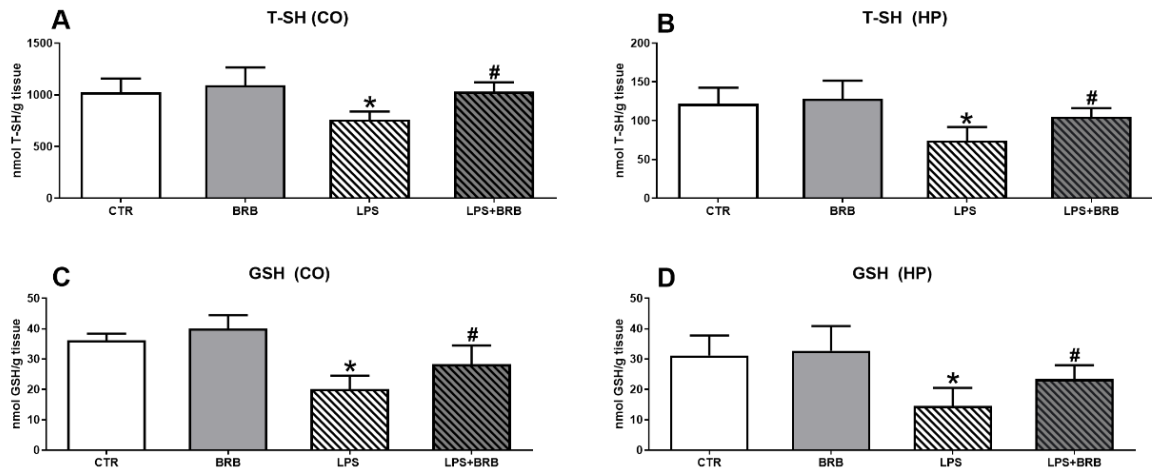 A
T-SH (CO)
nmol T-SH/g tissue
1500
1000
500
0
*
#
CTR
BRB
LPS
LPS+BRB
B
T-SH (HP)
nmol T-SH/g tissue
200
150
100
50
0
*
#
CTR
BRB
LPS
LPS+BRB
C
GSH (CO)
nmol GSH/g tissue
50
40
30
20
10
0
*
#
CTR
BRB
LPS
LPS+BRB
D
GSH (HP)
nmol GSH/g tissue
50
40
30
20
10
0
*
#
CTR
BRB
LPS
LPS+BRB